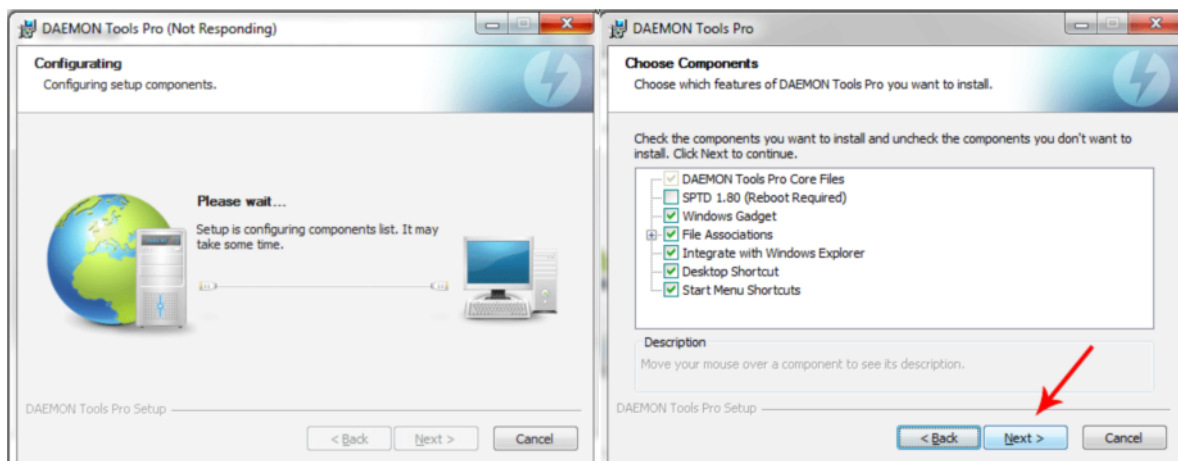 DAEMON Tools Pro (Not Responding)
Configurating
Configuring setup components.
Please wait...
Setup is configuring components list. It may
take some time.
DAEMON Tools Pro Setup
< Back
Next >
Cancel
DAEMON Tools Pro
Choose Components
Choose which features of DAEMON Tools Pro you want to install.
Check the components you want to install and uncheck the components you don't want to
install. Click Next to continue.
DAEMON Tools Pro Core Files
SPTD 1.80 (Reboot Required)
Windows Gadget
File Associations
Integrate with Windows Explorer
Desktop Shortcut
Start Menu Shortcuts
Description
Move your mouse over a component to see its description.
DAEMON Tools Pro Setup
< Back
Next >
Cancel